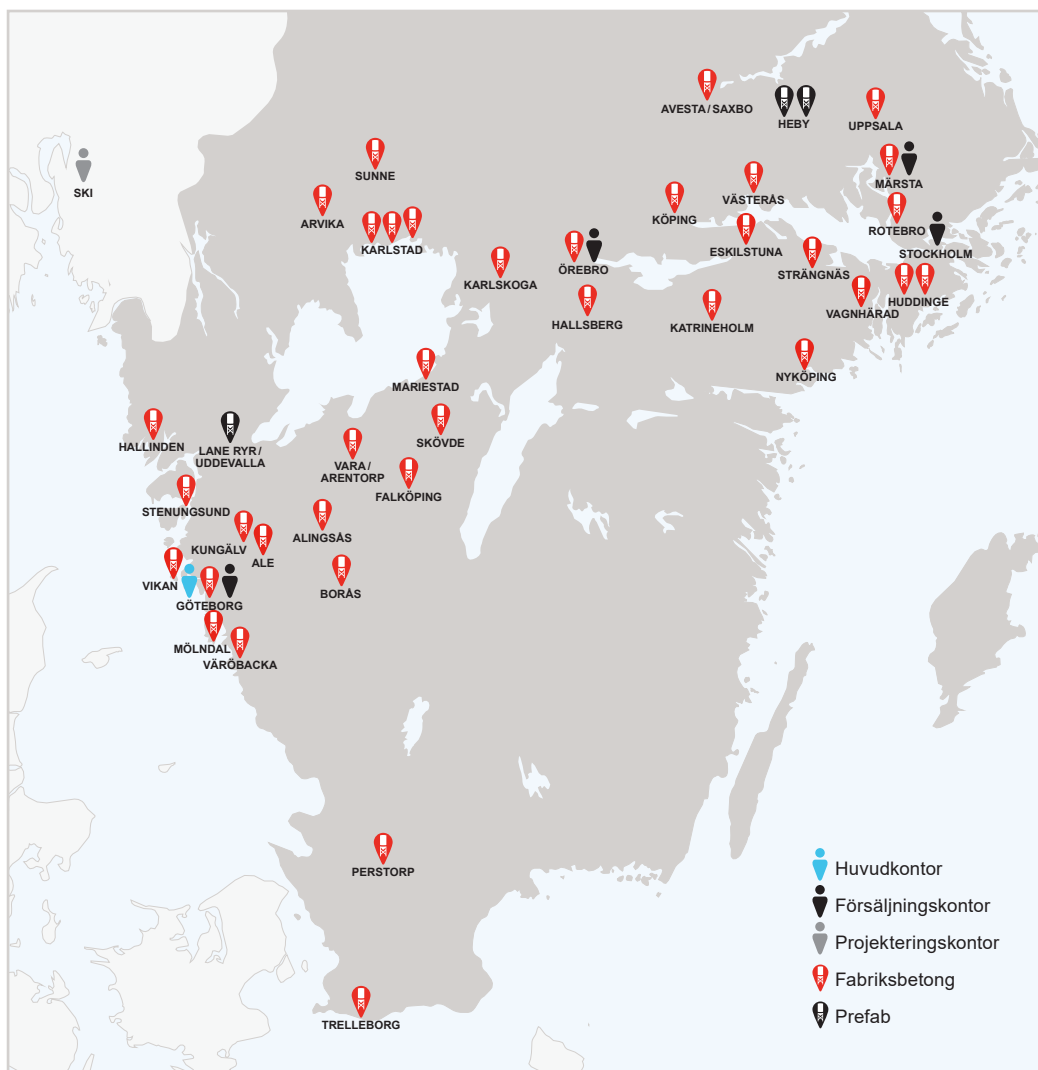 AVESTA / SAXBO
HEBY
UPPSALA
SKI
SUNNE
MÄRSTA
ARVIKA
KÖPING
VÄSTERÅS
ROTEBRO
KARLSTAD
ESKILSTUNA
STOCKHOLM
KARLSKOGA
ÖREBRO
STRÄNGNÄS
HUDDINGE
HALLSBERG
KATRINEHOLM
VAGNHÄRAD
NYKÖPING
MARIESTAD
HALLINDEN
LANE RYR /
UDDEVALLA
SKÖVDE
VARA /
ARENTORP
FALKÖPING
STENUNGSUND
ALINGSÅS
KUNGÄLV
ALE
VIKAN
BORÅS
GÖTEBORG
MÖLNDAL
VÄRÖBACKA
PERSTORP
TRELLEBORG
Huvudkontor
Försäljningskontor
Projekteringskontor
Fabriksbetong
Prefab